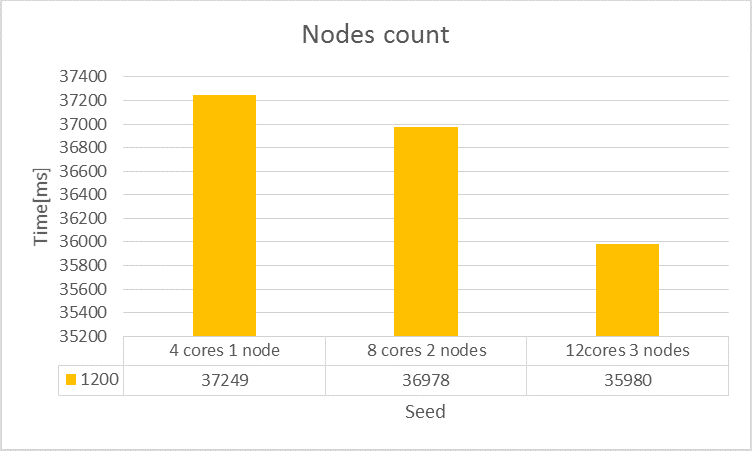 Nodes count
Time[ms]
37400
37200
37000
36800
36600
36400
36200
36000
35800
35600
35400
35200
4 cores 1 node 8 cores 2 nodes 12cores 3 nodes
1200 37249 36978 35980
Seed